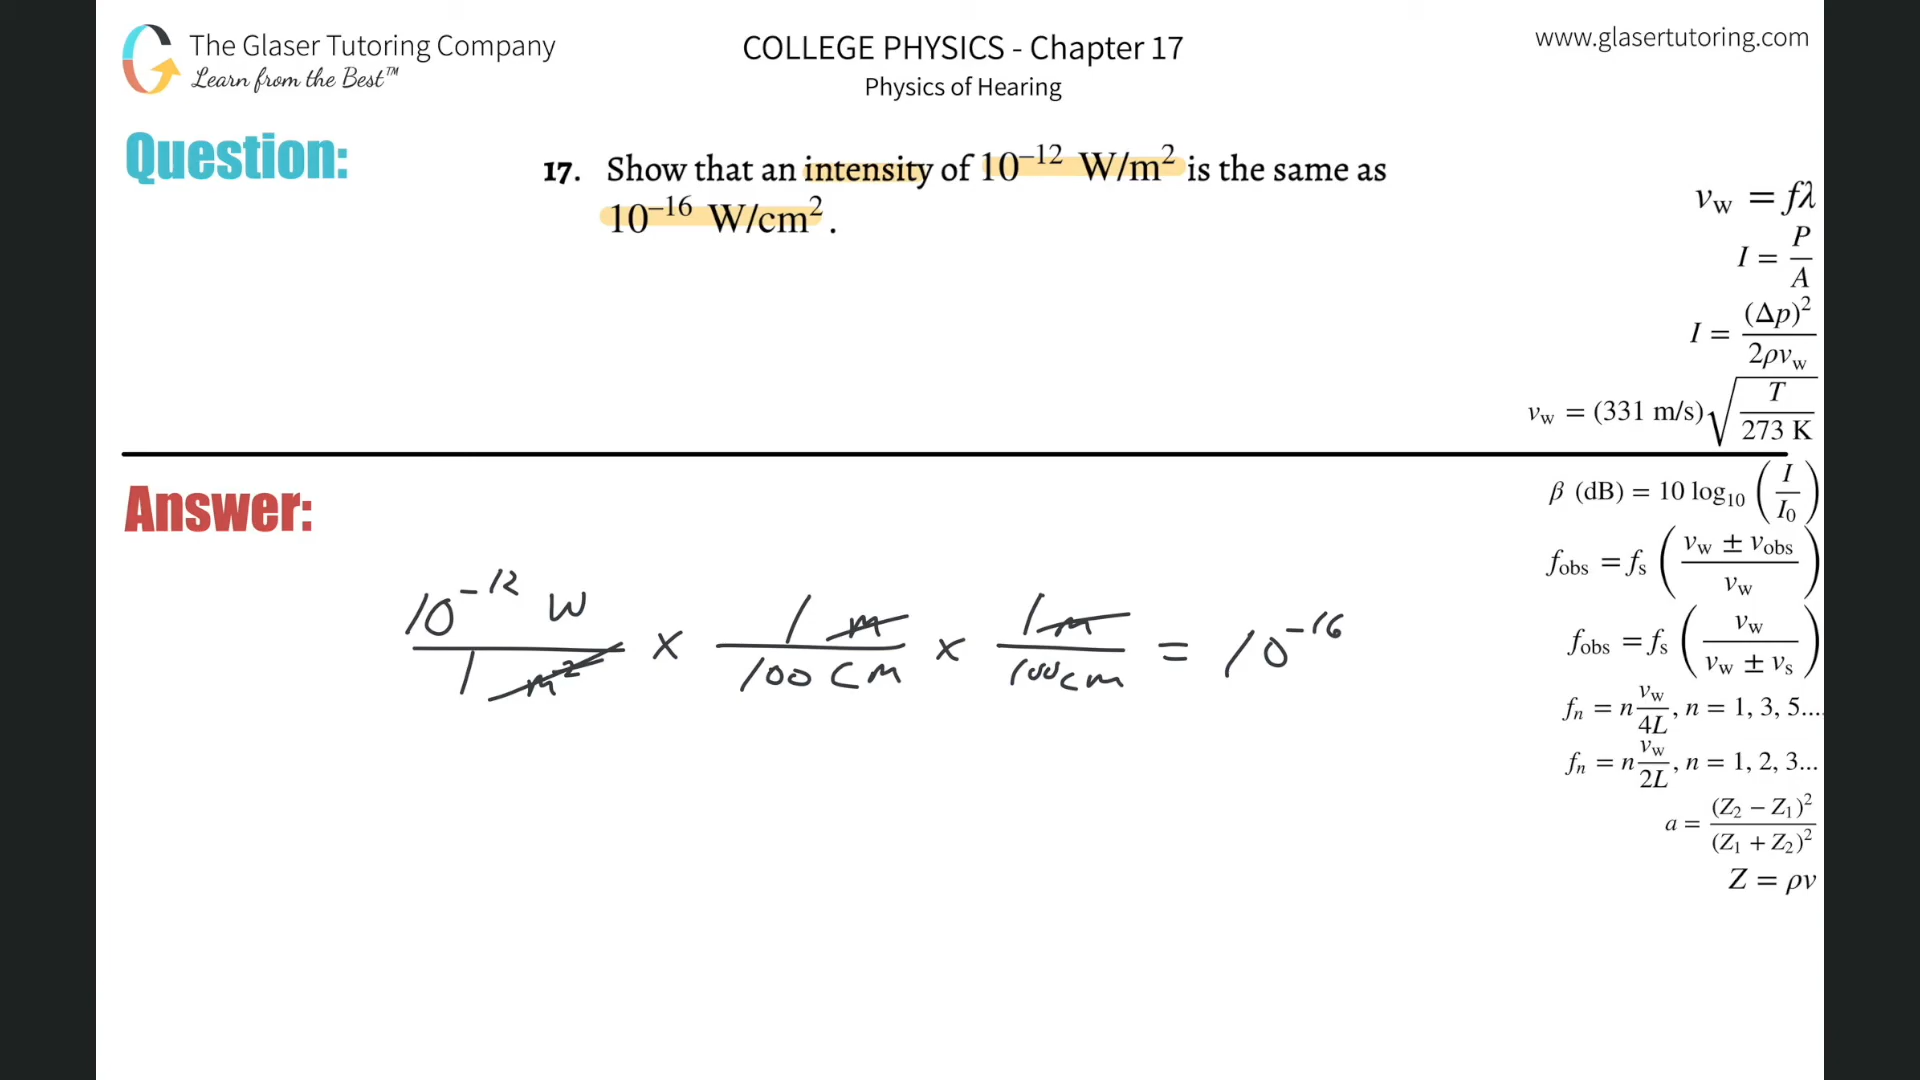 The Glaser Tutoring Company
Learn from the Best™
COLLEGE PHYSICS - Chapter 17
Physics of Hearing
www.glasertutoring.com
Question:
17. Show that an intensity of 10⁻¹² W/m² is the same as
10⁻¹⁶ W/cm².
v_w = fλ
I = P/A
I = (Δp)²/2ρv_w
v_w = (331 m/s)√(T/273 K)
Answer:
β (dB) = 10 log₁₀ (I/I₀)
f_obs = f_s ((v_w ± v_obs)/v_w)
f_obs = f_s (v_w/(v_w ± v_s))
f_n = n v_w/4L, n = 1, 3, 5...
f_n = n v_w/2L, n = 1, 2, 3...
a = (Z₂ − Z₁)²/(Z₁ + Z₂)²
Z = ρv
10⁻¹² W/1 m² × 1 m/100 cm × 1 m/100 cm = 10⁻¹⁶